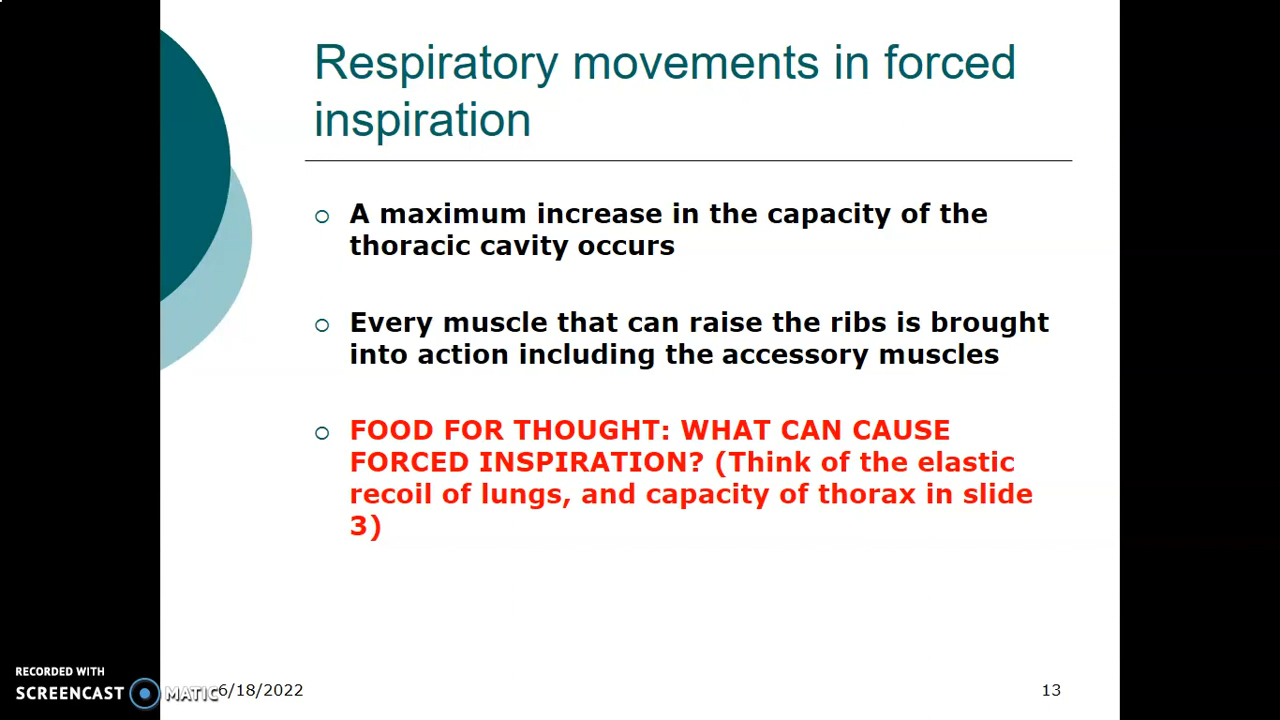 Respiratory movements in forced
inspiration
A maximum increase in the capacity of the
thoracic cavity occurs
Every muscle that can raise the ribs is brought
into action including the accessory muscles
FOOD FOR THOUGHT: WHAT CAN CAUSE
FORCED INSPIRATION? (Think of the elastic
recoil of lungs, and capacity of thorax in slide
3)
RECORDED WITH
SCREENCAST MATIC
6/18/2022
13